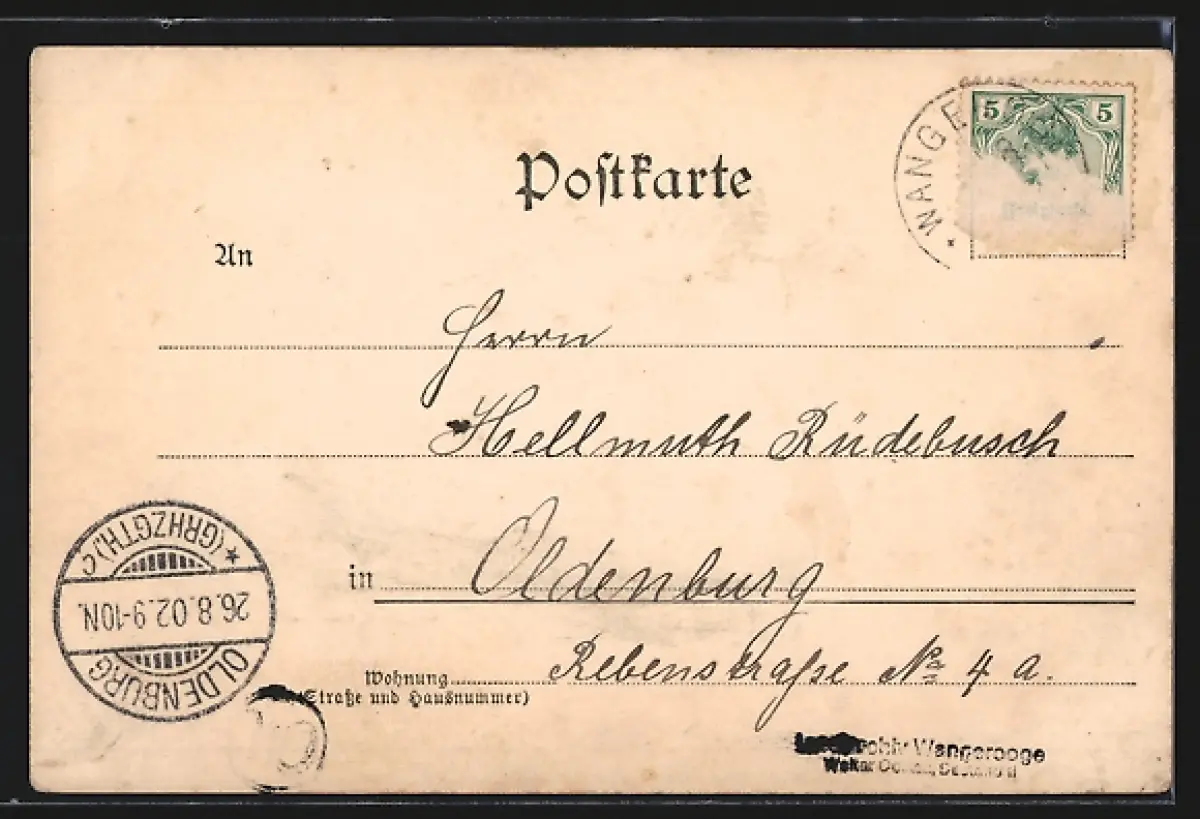 Postkarte
WANGE
5 5
An
Herrn
Hellmuth Rüdebusch
in Oldenburg
Wohnung Rebenstraße No 4 a.
(Straße und Hausnummer)
OLDENBURG
26.8.02.9-10N.
* (GRHZGTH.) c
Wangerooge